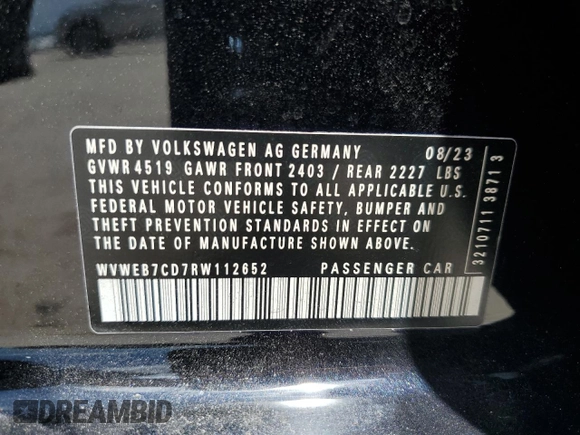 MFD BY VOLKSWAGEN AG GERMANY 08/23
GVWR 4519 GAWR FRONT 2403 / REAR 2227 LBS
THIS VEHICLE CONFORMS TO ALL APPLICABLE U.S.
FEDERAL MOTOR VEHICLE SAFETY, BUMPER AND
THEFT PREVENTION STANDARDS IN EFFECT ON
THE DATE OF MANUFACTURE SHOWN ABOVE.
WVWEB7CD7RW112652 PASSENGER CAR
3210711 3871 3
DREAMBID